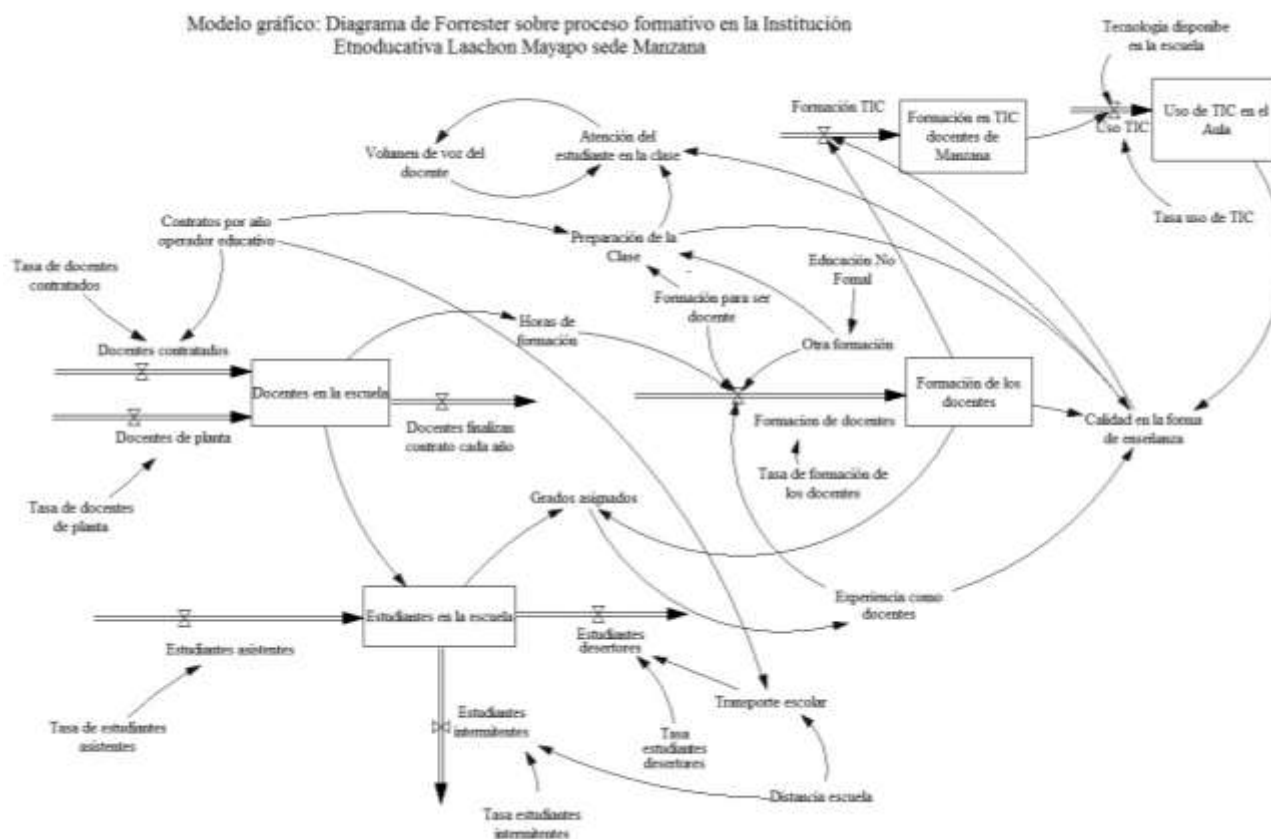 Modelo gráfico: Diagrama de Forrester sobre proceso formativo en la Institución
Etnoeducativa Laachon Mayapo sede Manzana
Tecnología disponibe
en la escuela
Formación TIC
Formación en TIC
docentes de
Manzana
Uso TIC
Uso de TIC en el
Aula
Atención del
estudiante en la clase
Volumen de voz del
docente
Tasa uso de TIC
Contratos por año
operador educativo
Preparación de la
Clase
Educación No
Fomal
Tasa de docentes
contratados
Formación para ser
docente
Horas de
formación
Otra formación
Docentes contratados
Docentes en la escuela
Formación de los
docentes
Docentes de planta
Docentes finalizan
contrato cada año
Formacion de docentes
Calidad en la forma
de enseñanza
Tasa de formación de
los docentes
Tasa de docentes
de planta
Grados asignados
Experiencia como
docentes
Estudiantes en la escuela
Estudiantes asistentes
Estudiantes
desertores
Transporte escolar
Tasa de estudiantes
asistentes
Estudiantes
intermitentes
Tasa
estudiantes
desertores
Distancia escuela
Tasa estudiantes
intermitentes